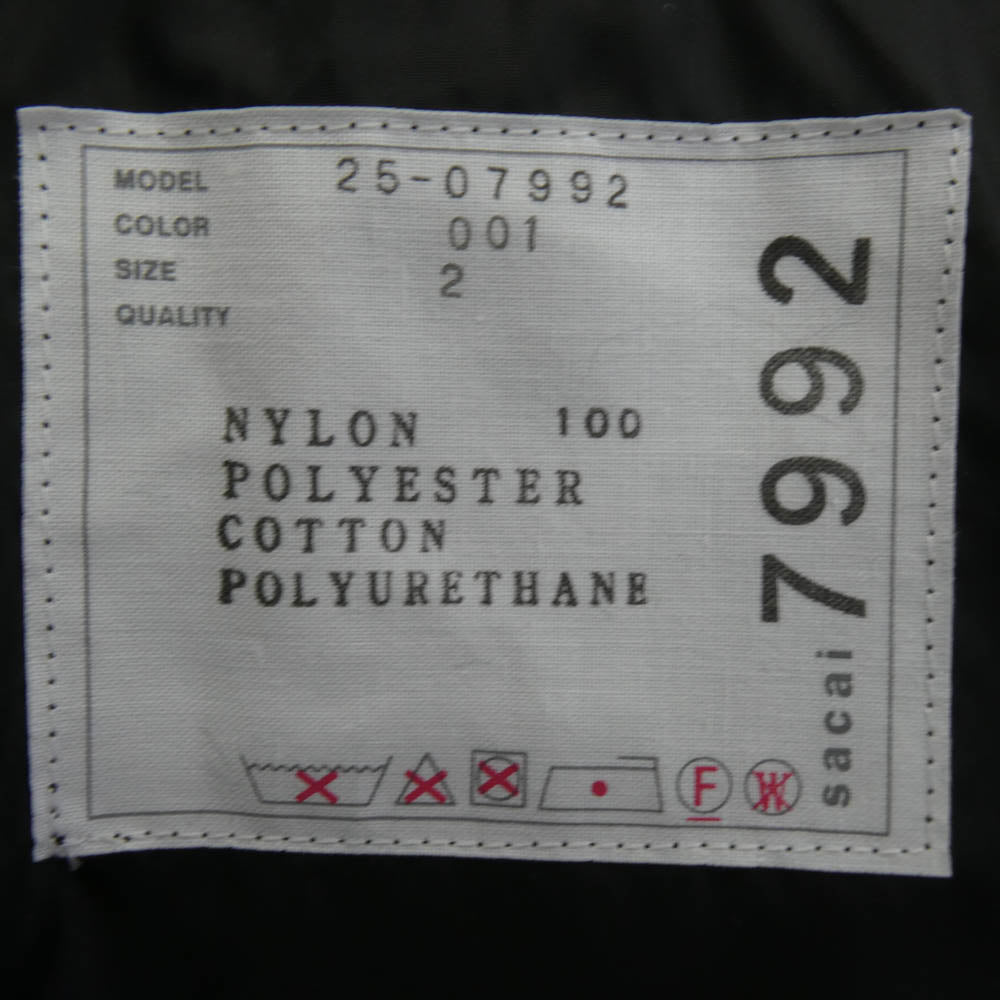 MODEL 25-07992
COLOR 001
SIZE 2
QUALITY
NYLON 100
POLYESTER
COTTON
POLYURETHANE
F
W
sacai 7992